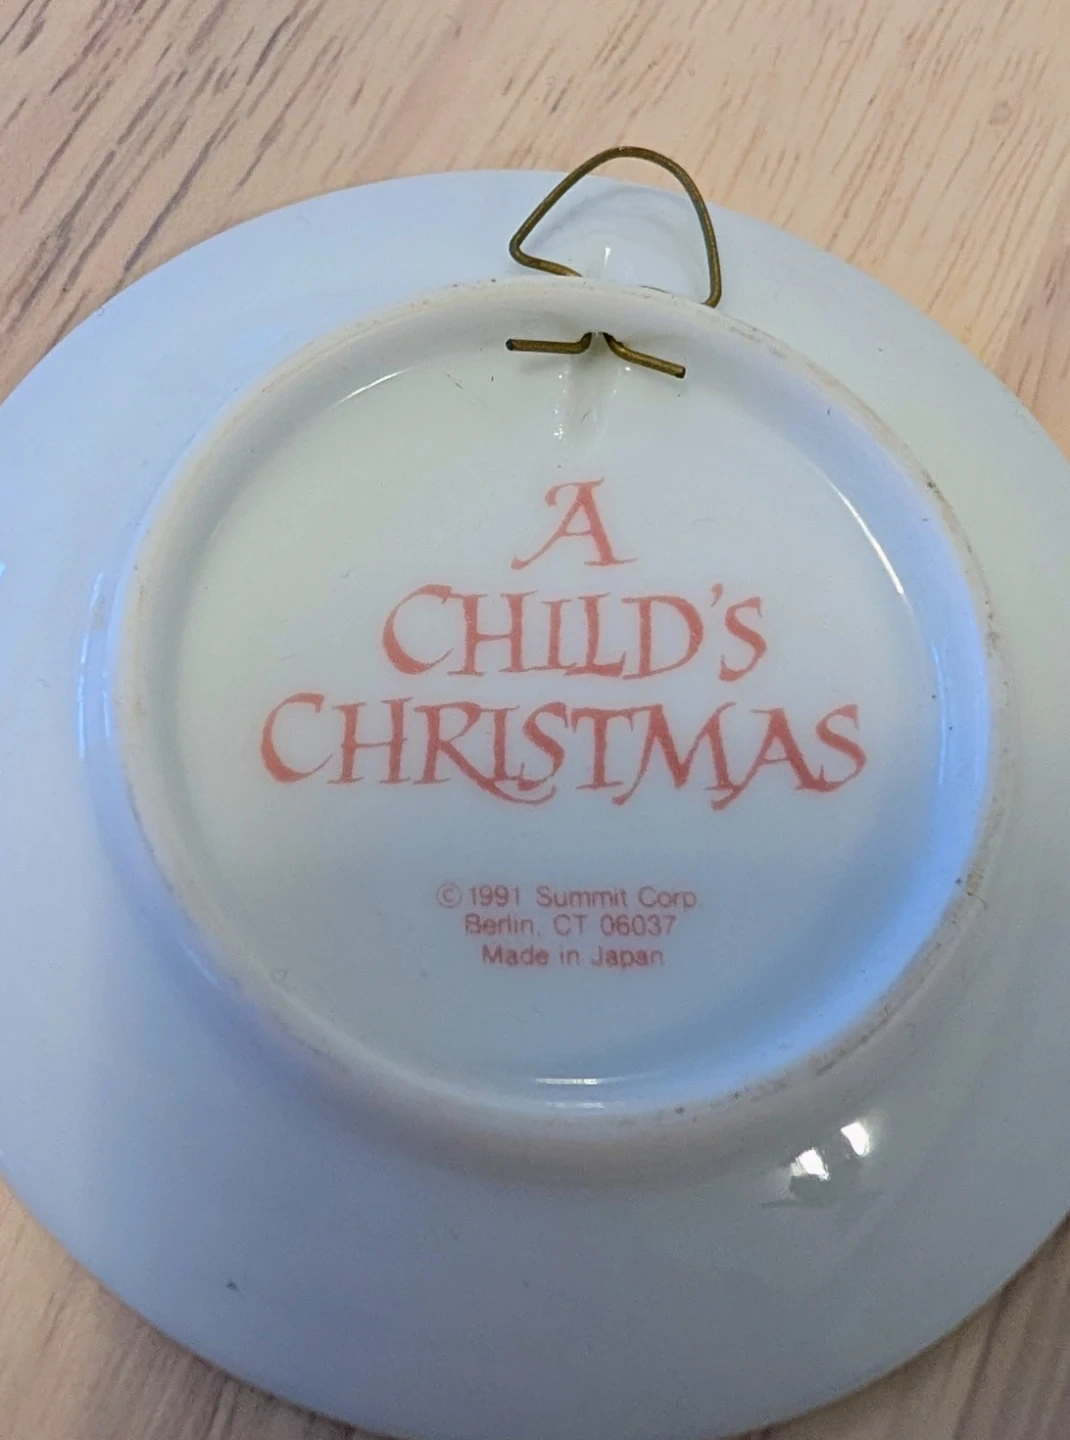 A
CHILD'S
CHRISTMAS
© 1991 Summit Corp.
Berlin, CT 06037
Made in Japan